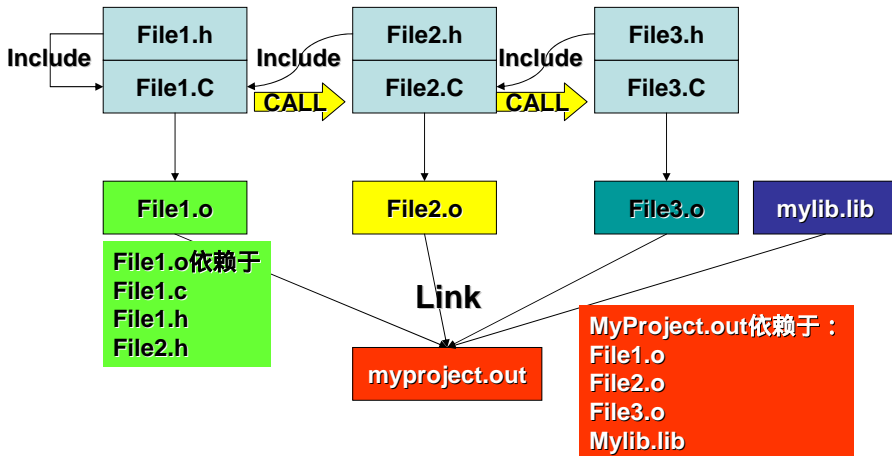 File1.h
File2.h
File3.h
Include
Include
Include
File1.C
File2.C
File3.C
CALL
CALL
File1.o
File2.o
File3.o
mylib.lib
File1.o依赖于
File1.c
File1.h
File2.h
Link
myproject.out
MyProject.out依赖于：
File1.o
File2.o
File3.o
Mylib.lib